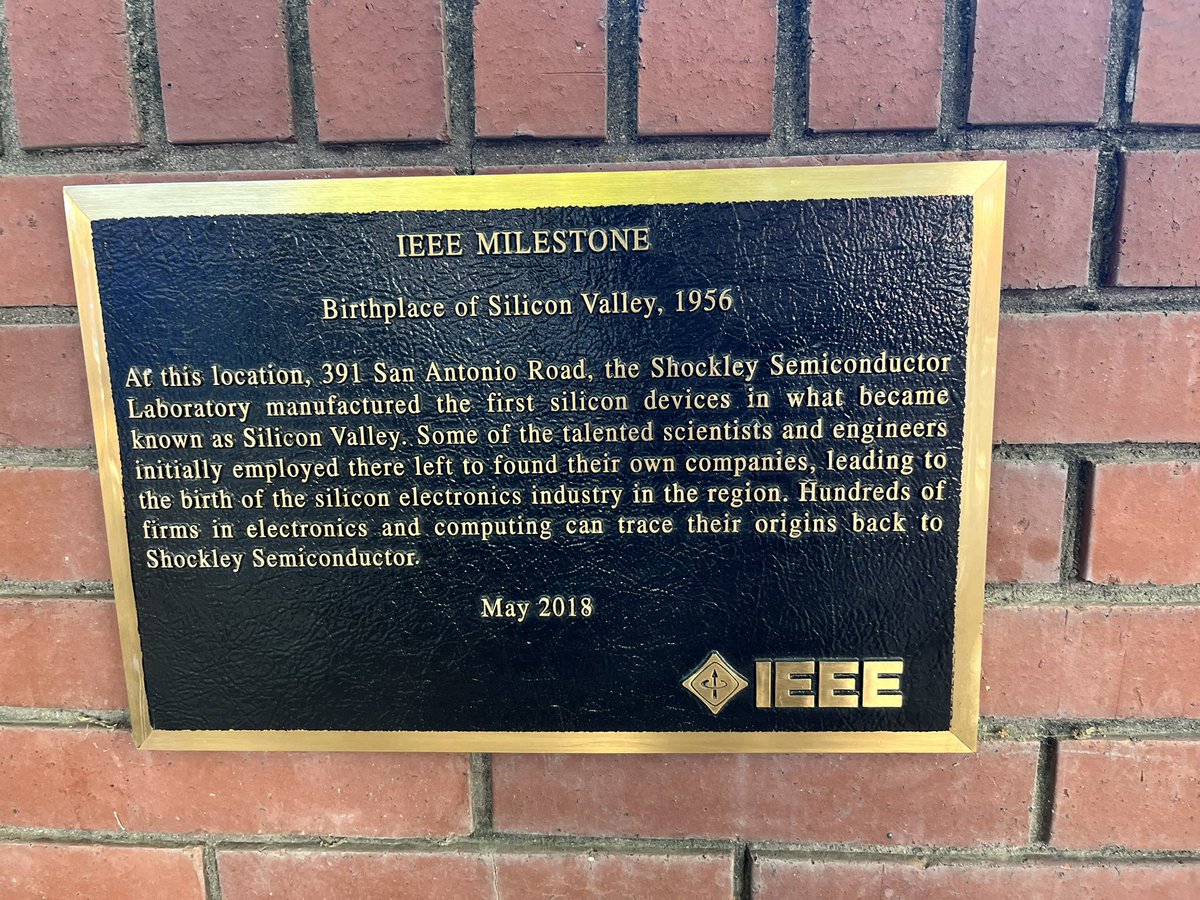 IEEE MILESTONE
Birthplace of Silicon Valley, 1956
At this location, 391 San Antonio Road, the Shockley Semiconductor
Laboratory manufactured the first silicon devices in what became
known as Silicon Valley. Some of the talented scientists and engineers
initially employed there left to found their own companies, leading to
the birth of the silicon electronics industry in the region. Hundreds of
firms in electronics and computing can trace their origins back to
Shockley Semiconductor.
May 2018
IEEE